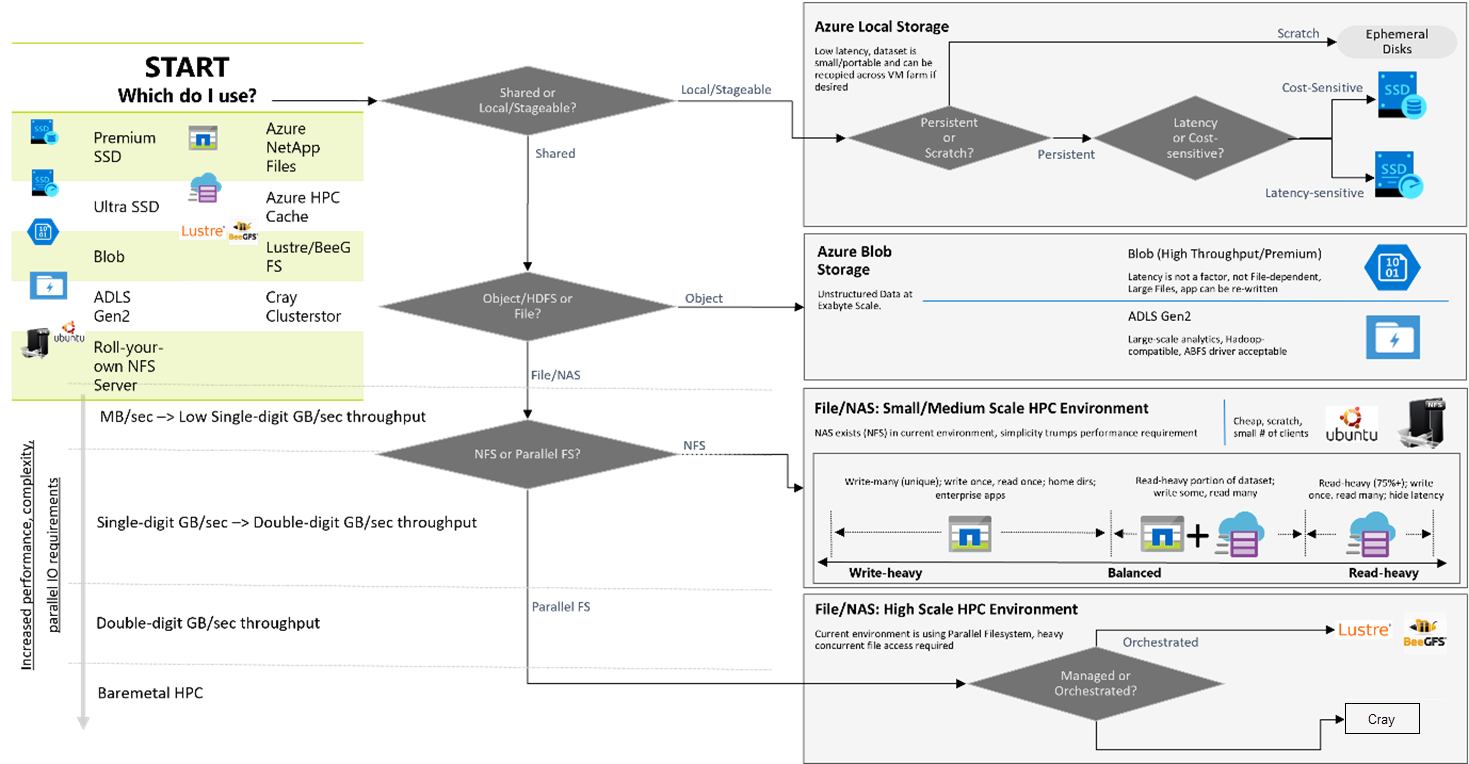 START
Which do I use?
Premium
SSD
Azure
NetApp
Files
Ultra SSD
Azure HPC
Cache
Lustre
BeeGFS
Blob
Lustre/BeeG
FS
ADLS
Gen2
Cray
Clusterstor
ubuntu
Roll-your-
own NFS
Server
Increased performance, complexity,
parallel IO requirements
MB/sec –> Low Single-digit GB/sec throughput
Single-digit GB/sec –> Double-digit GB/sec throughput
Double-digit GB/sec throughput
Baremetal HPC
Shared or
Local/Stageable?
Local/Stageable
Shared
Object/HDFS or
File?
Object
File/NAS
NFS or Parallel FS?
NFS
Parallel FS
Azure Local Storage
Low latency, dataset is
small/portable and can be
recopied across VM farm if
desired
Scratch
Ephemeral
Disks
Persistent
or
Scratch?
Persistent
Latency
or Cost-
sensitive?
Cost-Sensitive
SSD
Latency-sensitive
SSD
Azure Blob
Storage
Unstructured Data at
Exabyte Scale.
Blob (High Throughput/Premium)
Latency is not a factor, not File-dependent,
Large Files, app can be re-written
10
01
ADLS Gen2
Large-scale analytics, Hadoop-
compatible, ABFS driver acceptable
File/NAS: Small/Medium Scale HPC Environment
NAS exists (NFS) in current environment, simplicity trumps performance requirement
Cheap, scratch,
small # of clients
ubuntu
NFS
Write-many (unique); write once, read once; home dirs;
enterprise apps
Read-heavy portion of dataset;
write some, read many
Read-heavy (75%+); write
once, read many; hide latency
Write-heavy
Balanced
Read-heavy
File/NAS: High Scale HPC Environment
Current environment is using Parallel Filesystem, heavy
concurrent file access required
Orchestrated
Lustre
BeeGFS
Managed or
Orchestrated?
Cray